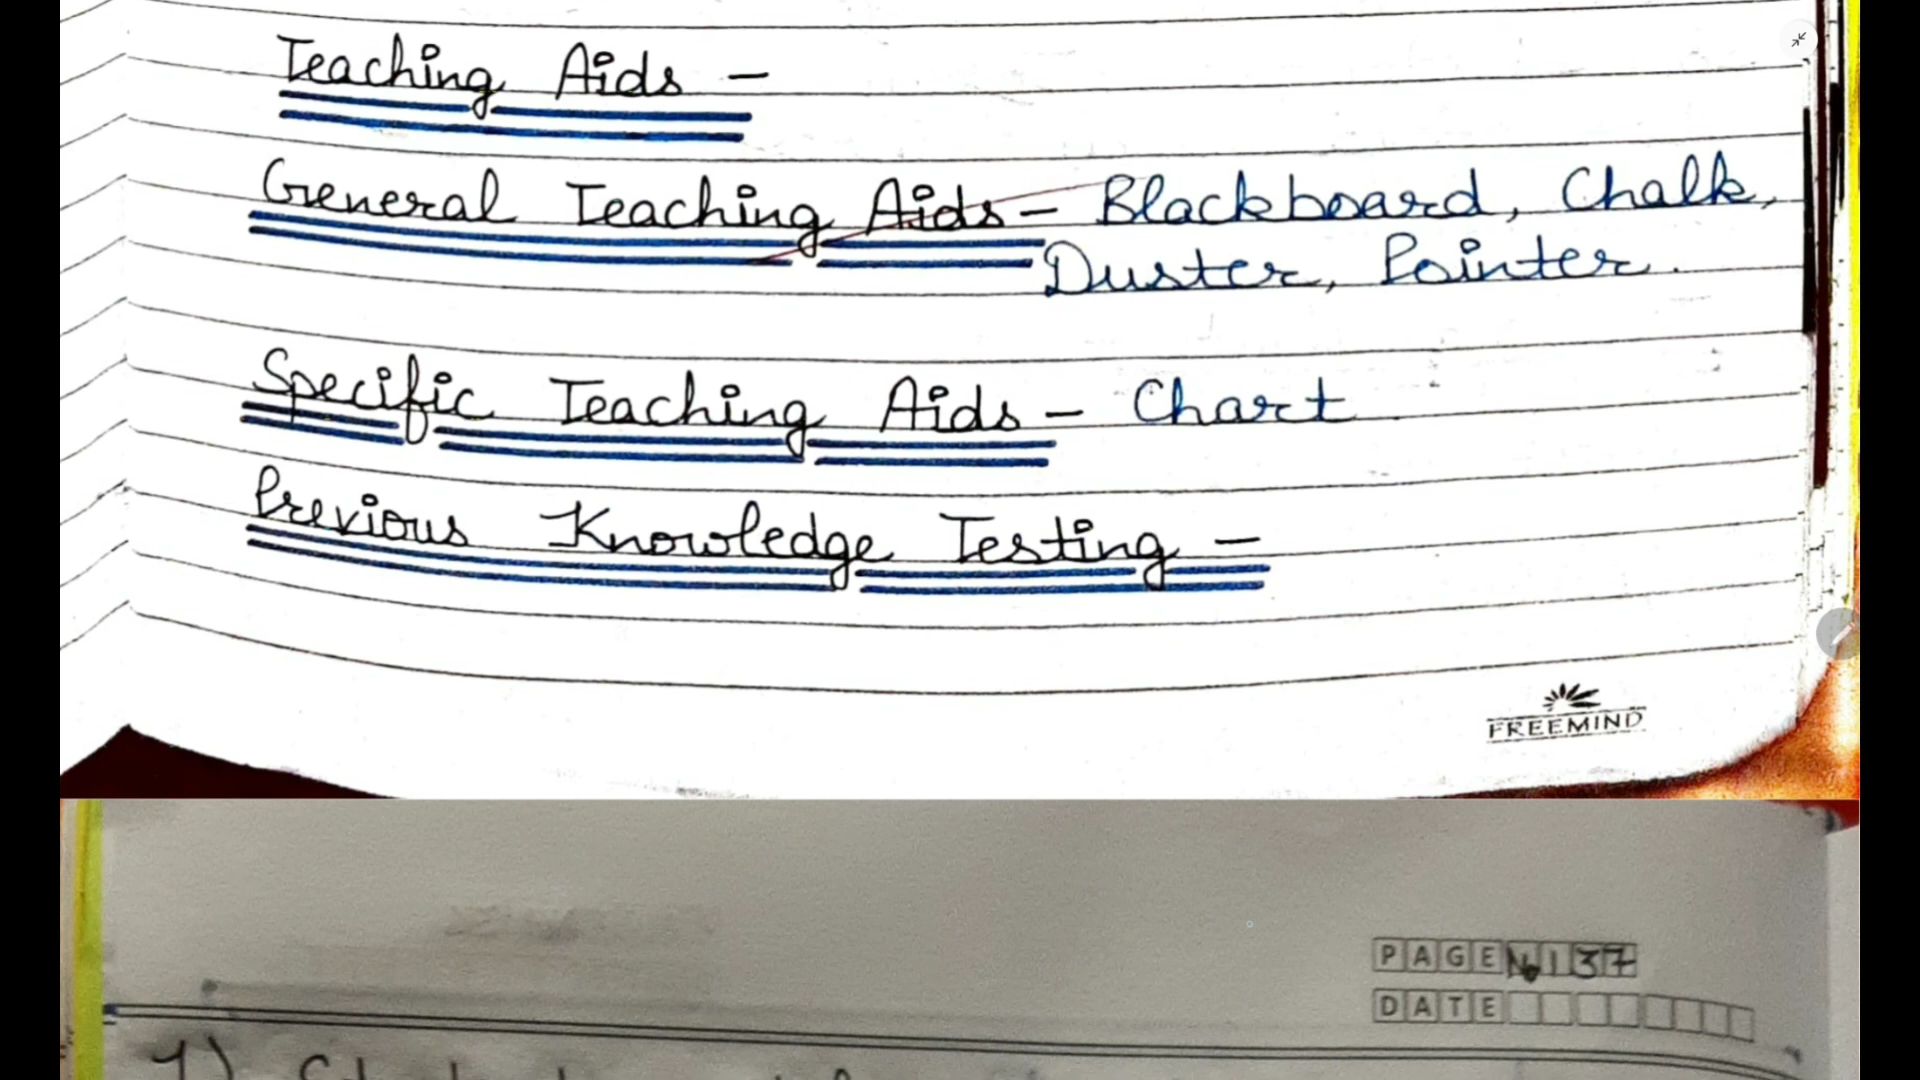 Teaching Aids -
General Teaching Aids - Blackboard, Chalk,
Duster, Pointer.
Specific Teaching Aids - Chart
Previous Knowledge Testing -
FREEMIND
PAGE No 137
DATE
1)